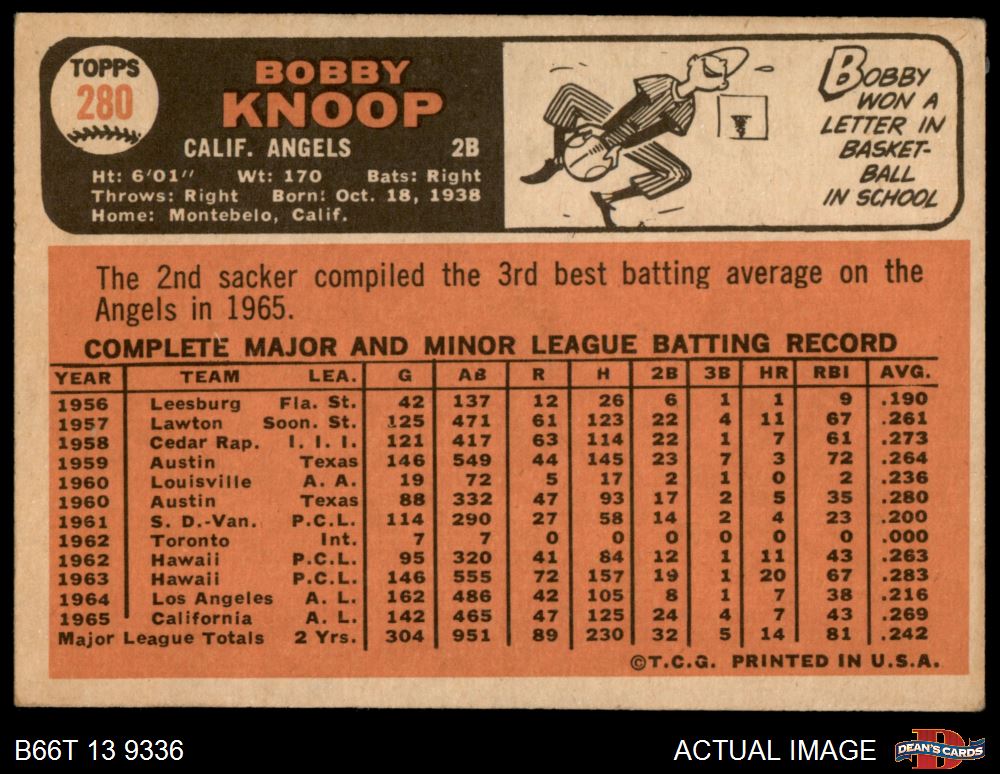 TOPPS
280
BOBBY
KNOOP
CALIF. ANGELS 2B
Ht: 6'01" Wt: 170 Bats: Right
Throws: Right Born: Oct. 18, 1938
Home: Montebelo, Calif.
BOBBY
WON A
LETTER IN
BASKET-
BALL
IN SCHOOL
The 2nd sacker compiled the 3rd best batting average on the
Angels in 1965.
COMPLETE MAJOR AND MINOR LEAGUE BATTING RECORD
YEAR TEAM LEA. G AB R H 2B 3B HR RBI AVG.
1956 Leesburg Fla. St. 42 137 12 26 6 1 1 9 .190
1957 Lawton Soon. St. 125 471 61 123 22 4 11 67 .261
1958 Cedar Rap. I. I. I. 121 417 63 114 22 1 7 61 .273
1959 Austin Texas 146 549 44 145 23 7 3 72 .264
1960 Louisville A. A. 19 72 5 17 2 1 0 2 .236
1960 Austin Texas 88 332 47 93 17 2 5 35 .280
1961 S. D.-Van. P.C.L. 114 290 27 58 14 2 4 23 .200
1962 Toronto Int. 7 7 0 0 0 0 0 0 .000
1962 Hawaii P.C.L. 95 320 41 84 12 1 11 43 .263
1963 Hawaii P.C.L. 146 555 72 157 19 1 20 67 .283
1964 Los Angeles A. L. 162 486 42 105 8 1 7 38 .216
1965 California A. L. 142 465 47 125 24 4 7 43 .269
Major League Totals 2 Yrs. 304 951 89 230 32 5 14 81 .242
©T.C.G. PRINTED IN U.S.A.
B66T 13 9336 ACTUAL IMAGE DEAN'S CARDS